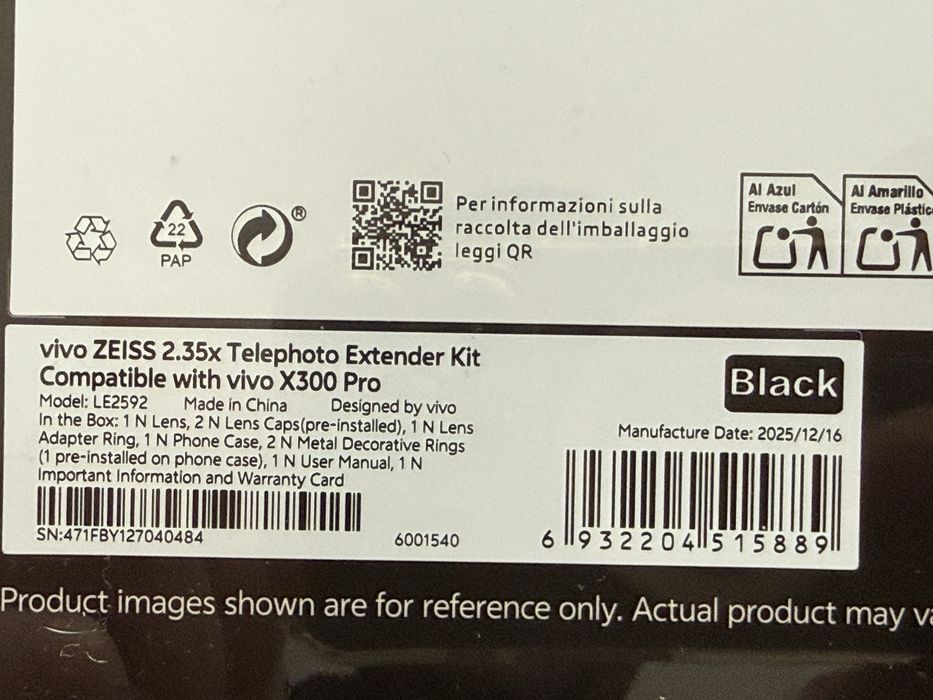 22
PAP
®
Per informazioni sulla
raccolta dell'imballaggio
leggi QR
Al Azul
Envase Cartón
Al Amarillo
Envase Plástic
vivo ZEISS 2.35x Telephoto Extender Kit
Compatible with vivo X300 Pro
Model: LE2592 Made in China Designed by vivo
In the Box: 1 N Lens, 2 N Lens Caps(pre-installed), 1 N Lens
Adapter Ring, 1 N Phone Case, 2 N Metal Decorative Rings
(1 pre-installed on phone case), 1 N User Manual, 1 N
Important Information and Warranty Card
SN:471FBY127040484
6001540
Black
Manufacture Date: 2025/12/16
6 932204 515889
Product images shown are for reference only. Actual product may va